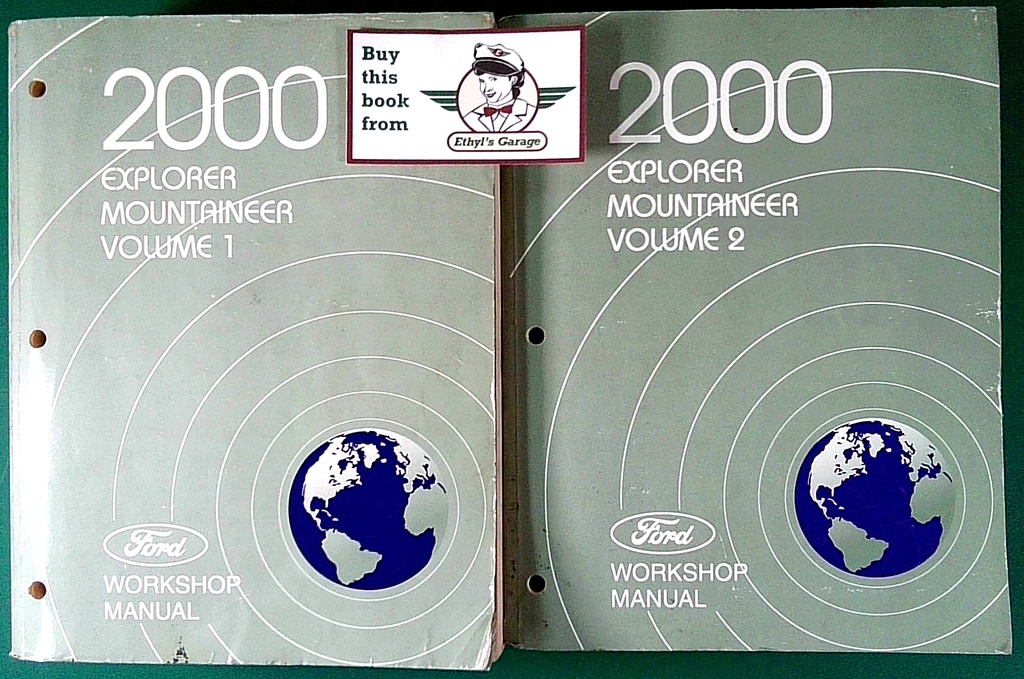 2000
EXPLORER
MOUNTAINEER
VOLUME 1
Ford
WORKSHOP
MANUAL
Buy
this
book
from
Ethyl's Garage
2000
EXPLORER
MOUNTAINEER
VOLUME 2
Ford
WORKSHOP
MANUAL